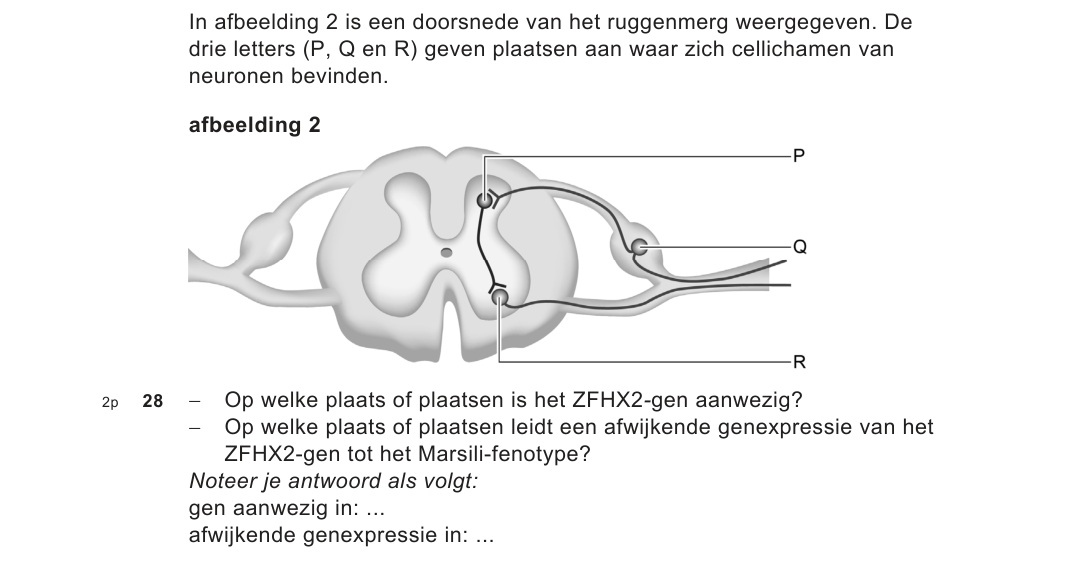 In afbeelding 2 is een doorsnede van het ruggenmerg weergegeven. De
drie letters (P, Q en R) geven plaatsen aan waar zich cellichamen van
neuronen bevinden.
afbeelding 2
P
Q
R
2p 28 – Op welke plaats of plaatsen is het ZFHX2-gen aanwezig?
– Op welke plaats of plaatsen leidt een afwijkende genexpressie van het
ZFHX2-gen tot het Marsili-fenotype?
Noteer je antwoord als volgt:
gen aanwezig in: ...
afwijkende genexpressie in: ...